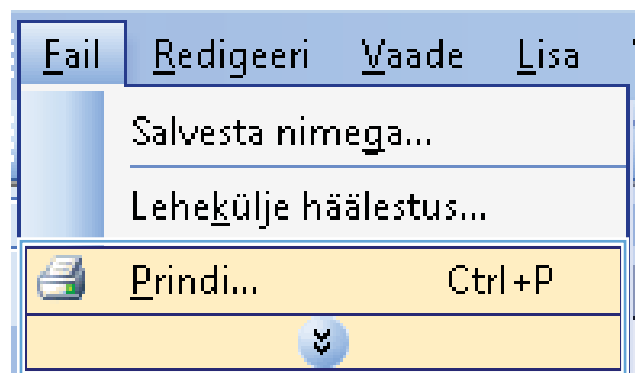 Fail Redigeeri Vaade Lisa
Salvesta nimega...
Lehekülje häälestus...
Prindi... Ctrl+P